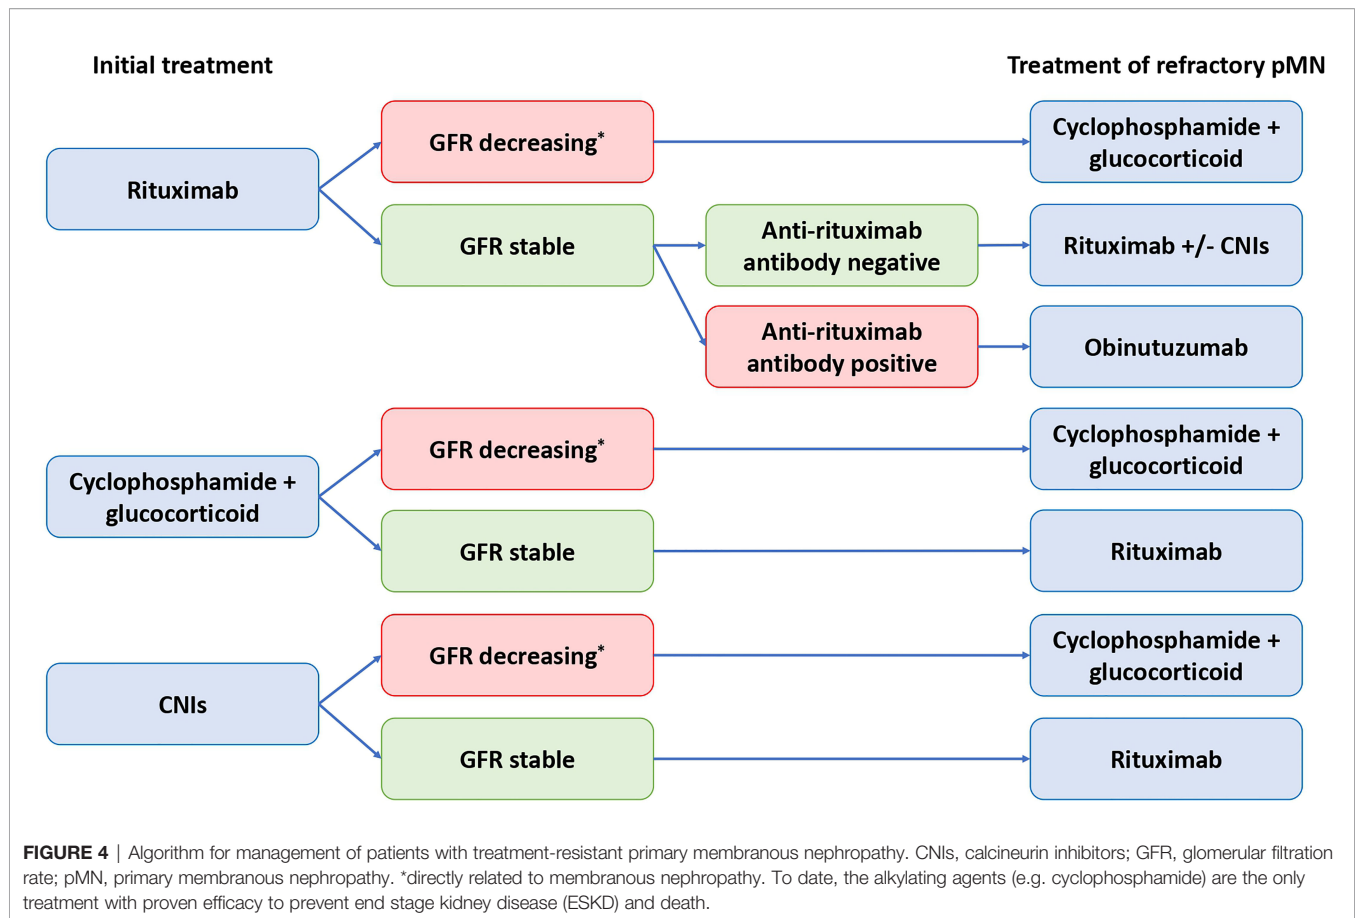 Initial treatment
Treatment of refractory pMN
Rituximab
GFR decreasing*
Cyclophosphamide +
glucocorticoid
GFR stable
Anti-rituximab
antibody negative
Rituximab +/- CNIs
Anti-rituximab
antibody positive
Obinutuzumab
Cyclophosphamide +
glucocorticoid
GFR decreasing*
Cyclophosphamide +
glucocorticoid
GFR stable
Rituximab
CNIs
GFR decreasing*
Cyclophosphamide +
glucocorticoid
GFR stable
Rituximab
FIGURE 4 | Algorithm for management of patients with treatment-resistant primary membranous nephropathy. CNIs, calcineurin inhibitors; GFR, glomerular filtration
rate; pMN, primary membranous nephropathy. *directly related to membranous nephropathy. To date, the alkylating agents (e.g. cyclophosphamide) are the only
treatment with proven efficacy to prevent end stage kidney disease (ESKD) and death.